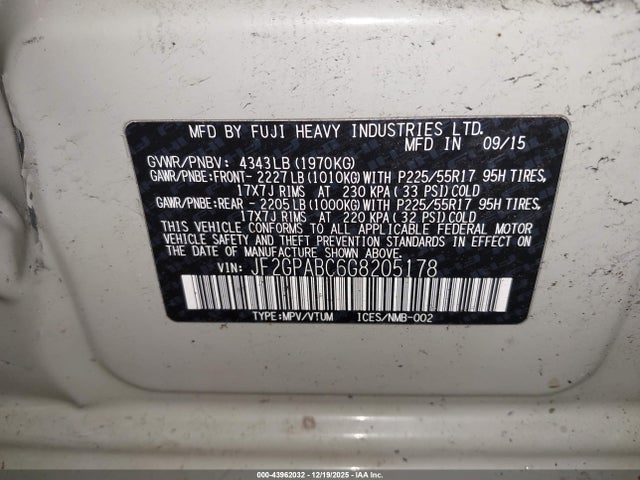 MFD BY FUJI HEAVY INDUSTRIES LTD.
MFD IN 09/15
GVWR/PNBV: 4343LB(1970KG)
GAWR/PNBE:FRONT- 2227LB(1010KG)WITH P225/55R17 95H TIRES,
17X7J RIMS AT 230 KPA( 33 PSI)COLD
GAWR/PNBE:REAR - 2205LB(1000KG)WITH P225/55R17 95H TIRES,
17X7J RIMS AT 220 KPA( 32 PSI)COLD
THIS VEHICLE CONFORMS TO ALL APPLICABLE FEDERAL MOTOR
VEHICLE SAFETY AND THEFT PREVENTION STANDARDS IN EFFECT ON
THE DATE OF MANUFACTURE SHOWN ABOVE.
VIN: JF2GPABC6G8205178
TYPE:MPV/VTUM ICES/NMB-002
000-43962032 - 12/19/2025 - IAA Inc.